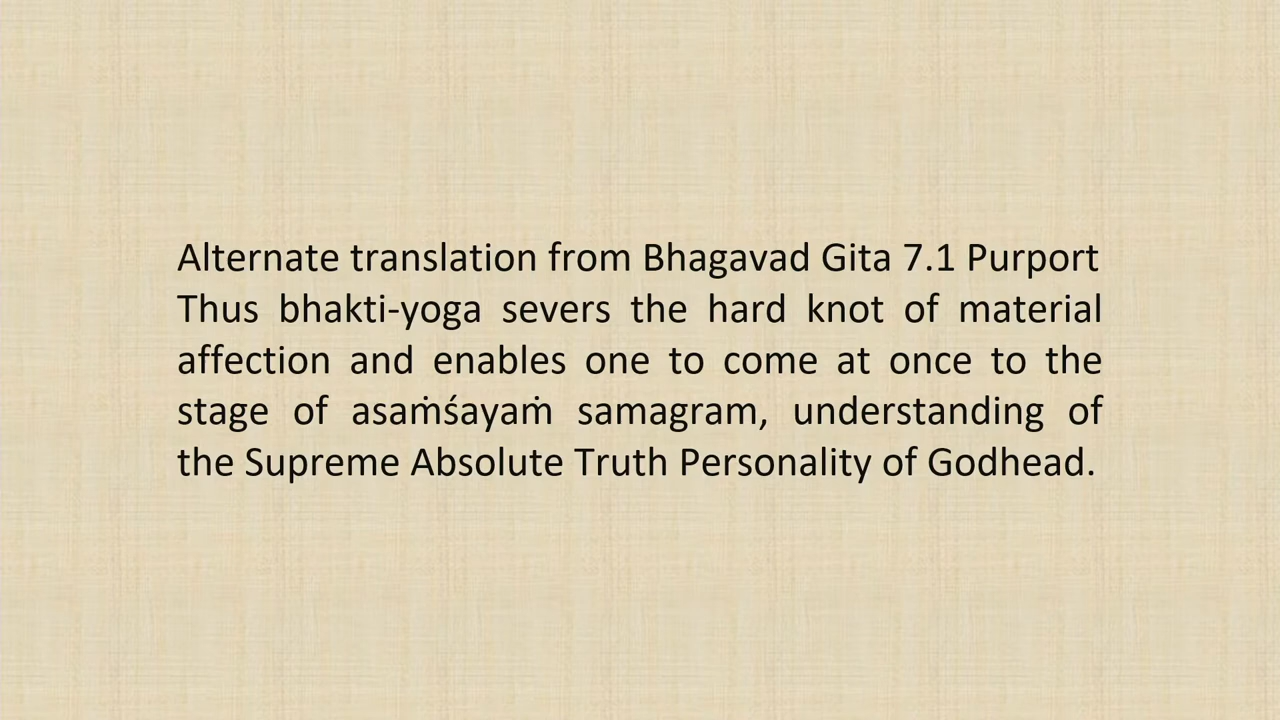 Alternate translation from Bhagavad Gita 7.1 Purport
Thus bhakti-yoga severs the hard knot of material
affection and enables one to come at once to the
stage of asaṁśayaṁ samagram, understanding of
the Supreme Absolute Truth Personality of Godhead.